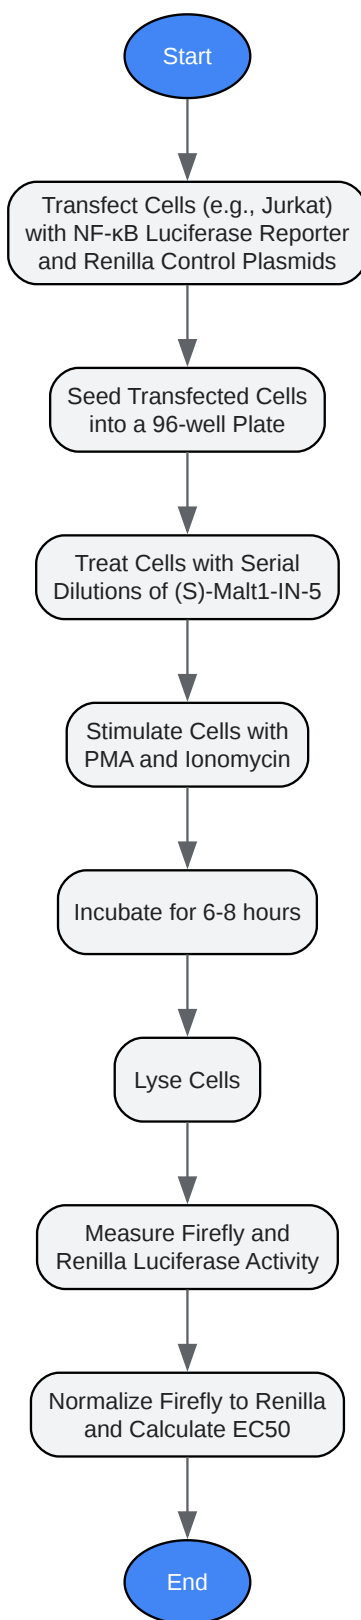 Start
Transfect Cells (e.g., Jurkat)
with NF-κB Luciferase Reporter
and Renilla Control Plasmids
Seed Transfected Cells
into a 96-well Plate
Treat Cells with Serial
Dilutions of (S)-Malt1-IN-5
Stimulate Cells with
PMA and Ionomycin
Incubate for 6-8 hours
Lyse Cells
Measure Firefly and
Renilla Luciferase Activity
Normalize Firefly to Renilla
and Calculate EC50
End